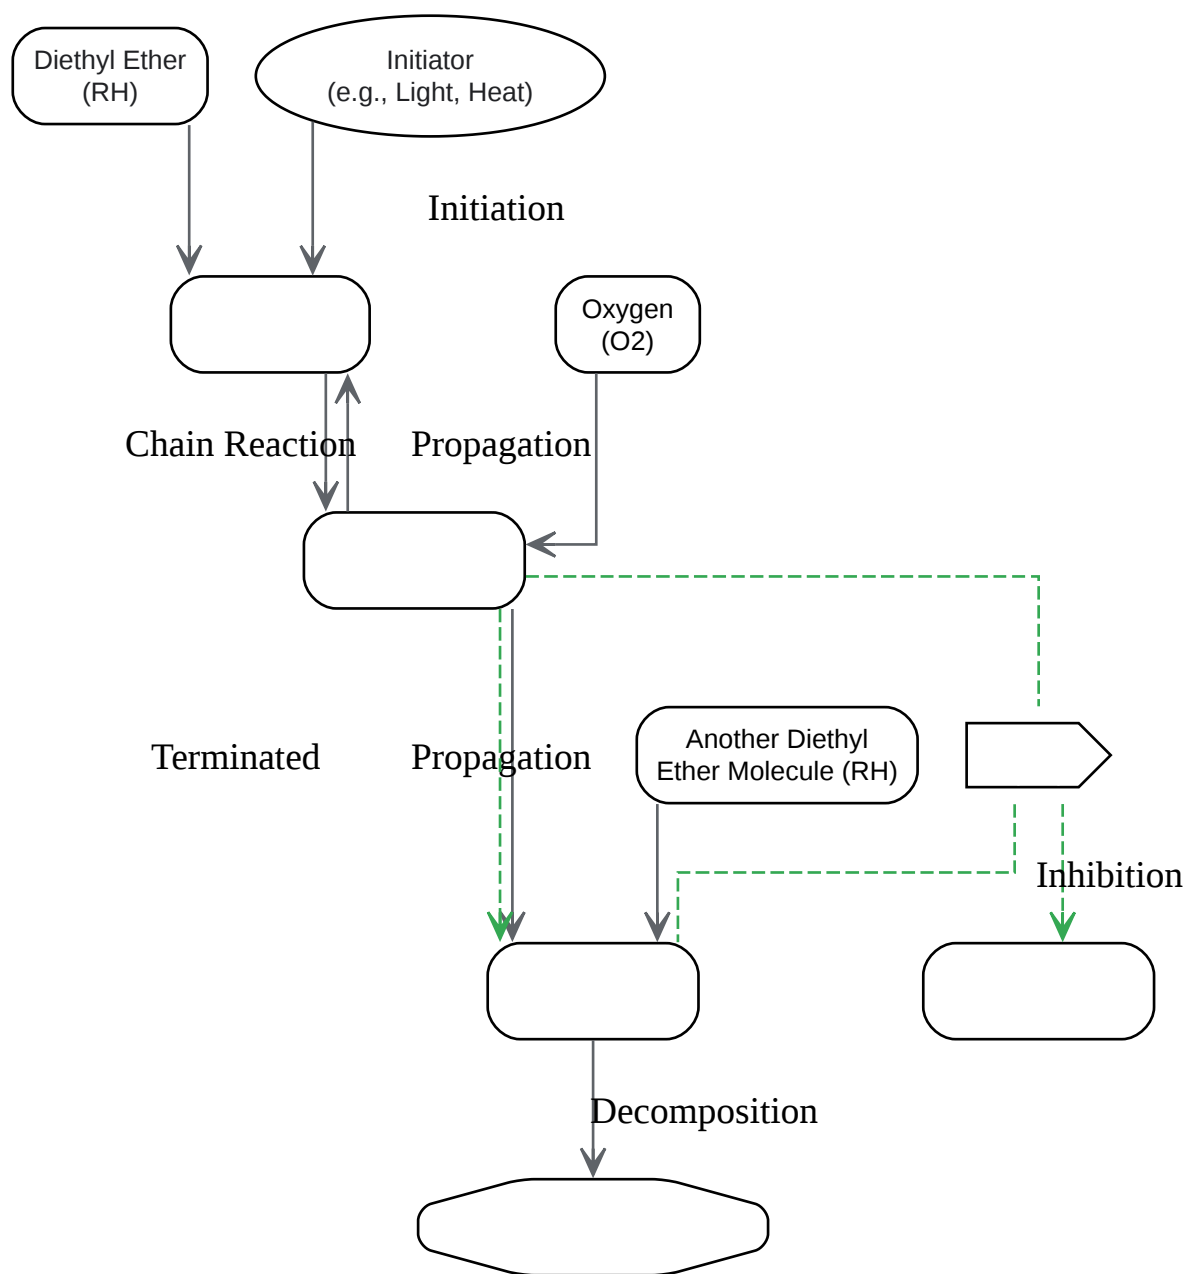 Diethyl Ether
(RH)
Initiator
(e.g., Light, Heat)
Initiation
Oxygen
(O2)
Chain Reaction
Propagation
Terminated
Propagation
Another Diethyl
Ether Molecule (RH)
Inhibition
Decomposition